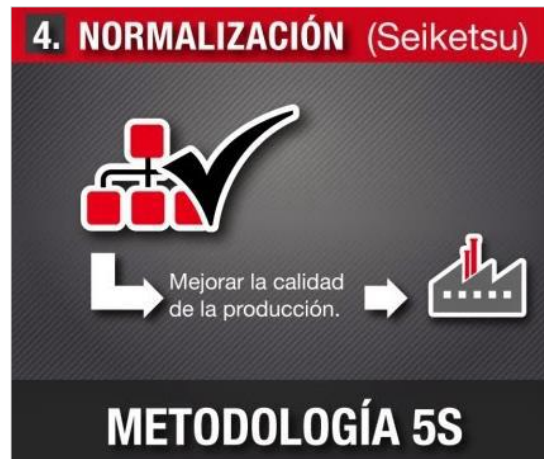 4. NORMALIZACIÓN (Seiketsu)
Mejorar la calidad
de la producción.
METODOLOGÍA 5S